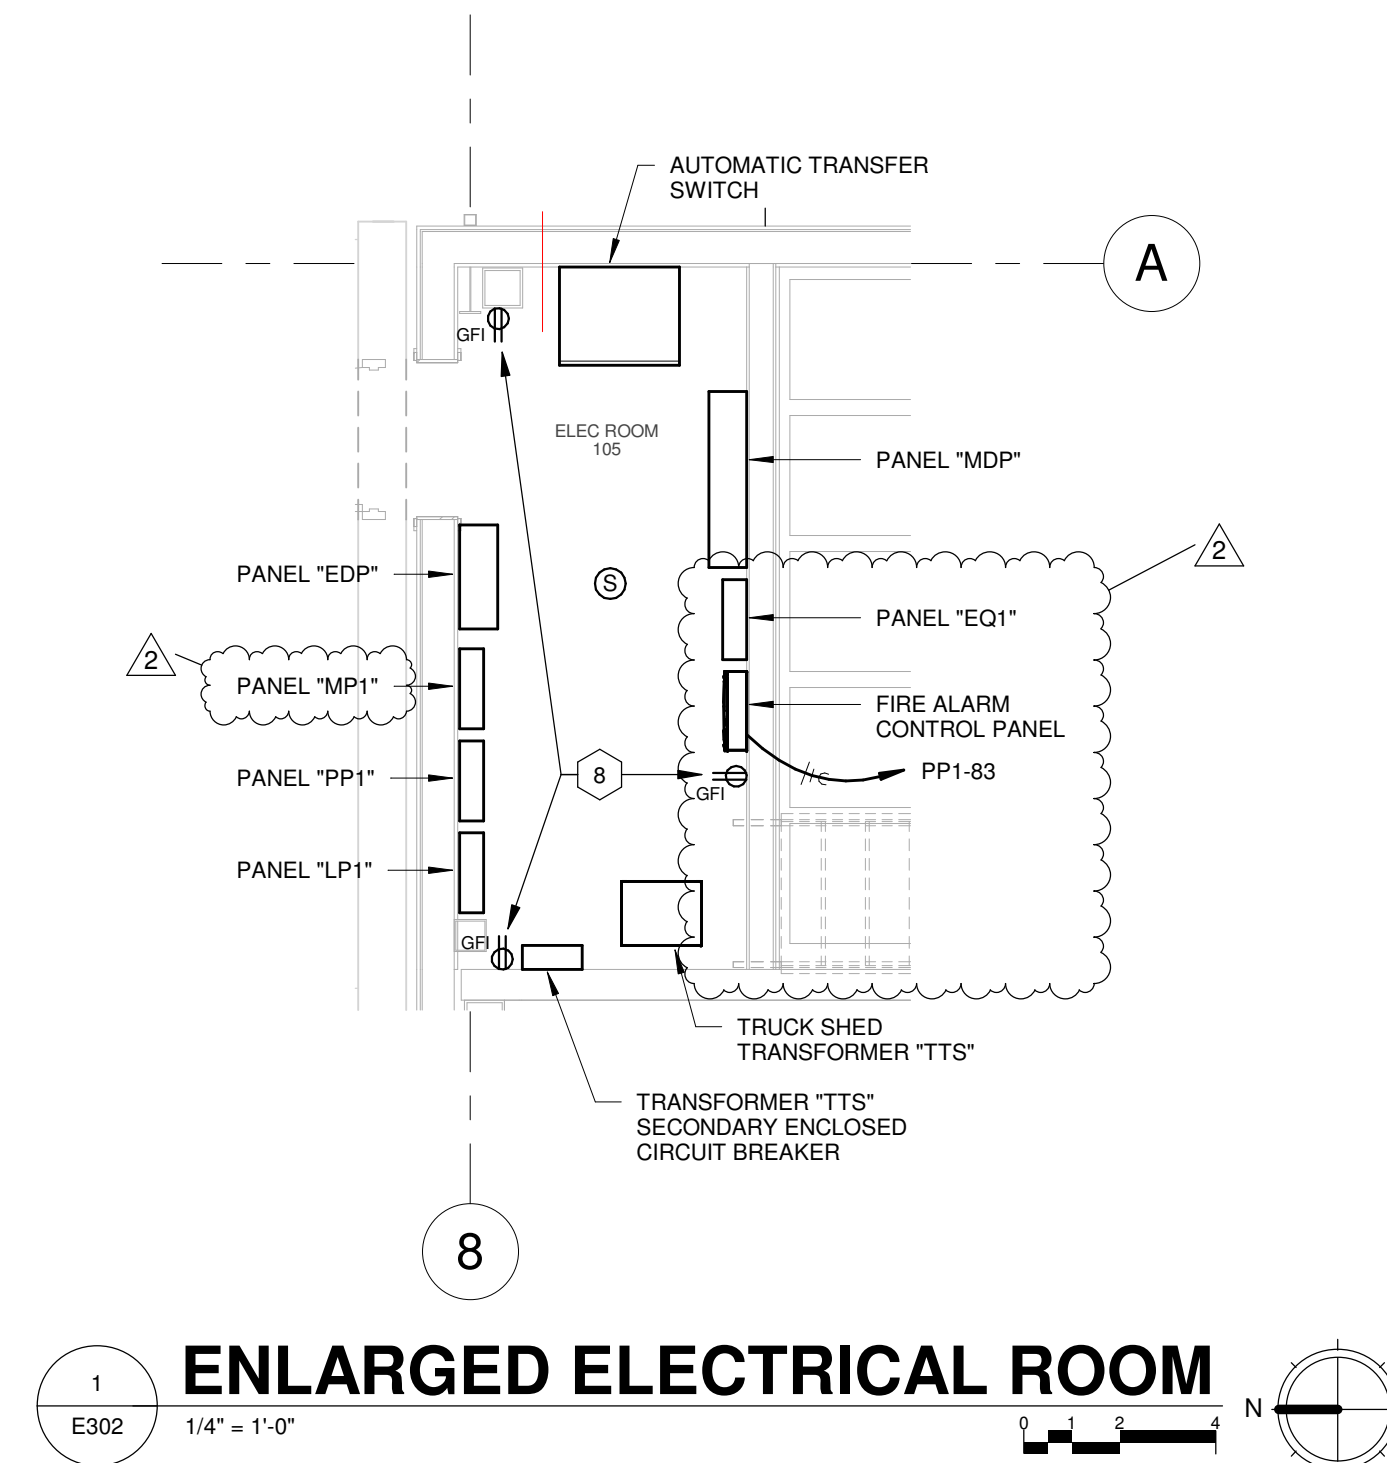 AUTOMATIC TRANSFER
SWITCH
A
GFI
ELEC ROOM
105
PANEL "MDP"
2
PANEL "EDP"
S
PANEL "EQ1"
2
PANEL "MP1"
FIRE ALARM
CONTROL PANEL
PANEL "PP1"
8
PP1-83
GFI
PANEL "LP1"
GFI
TRUCK SHED
TRANSFORMER "TTS"
TRANSFORMER "TTS"
SECONDARY ENCLOSED
CIRCUIT BREAKER
8
1
E302
ENLARGED ELECTRICAL ROOM
1/4" = 1'-0"
0 1 2 4
N